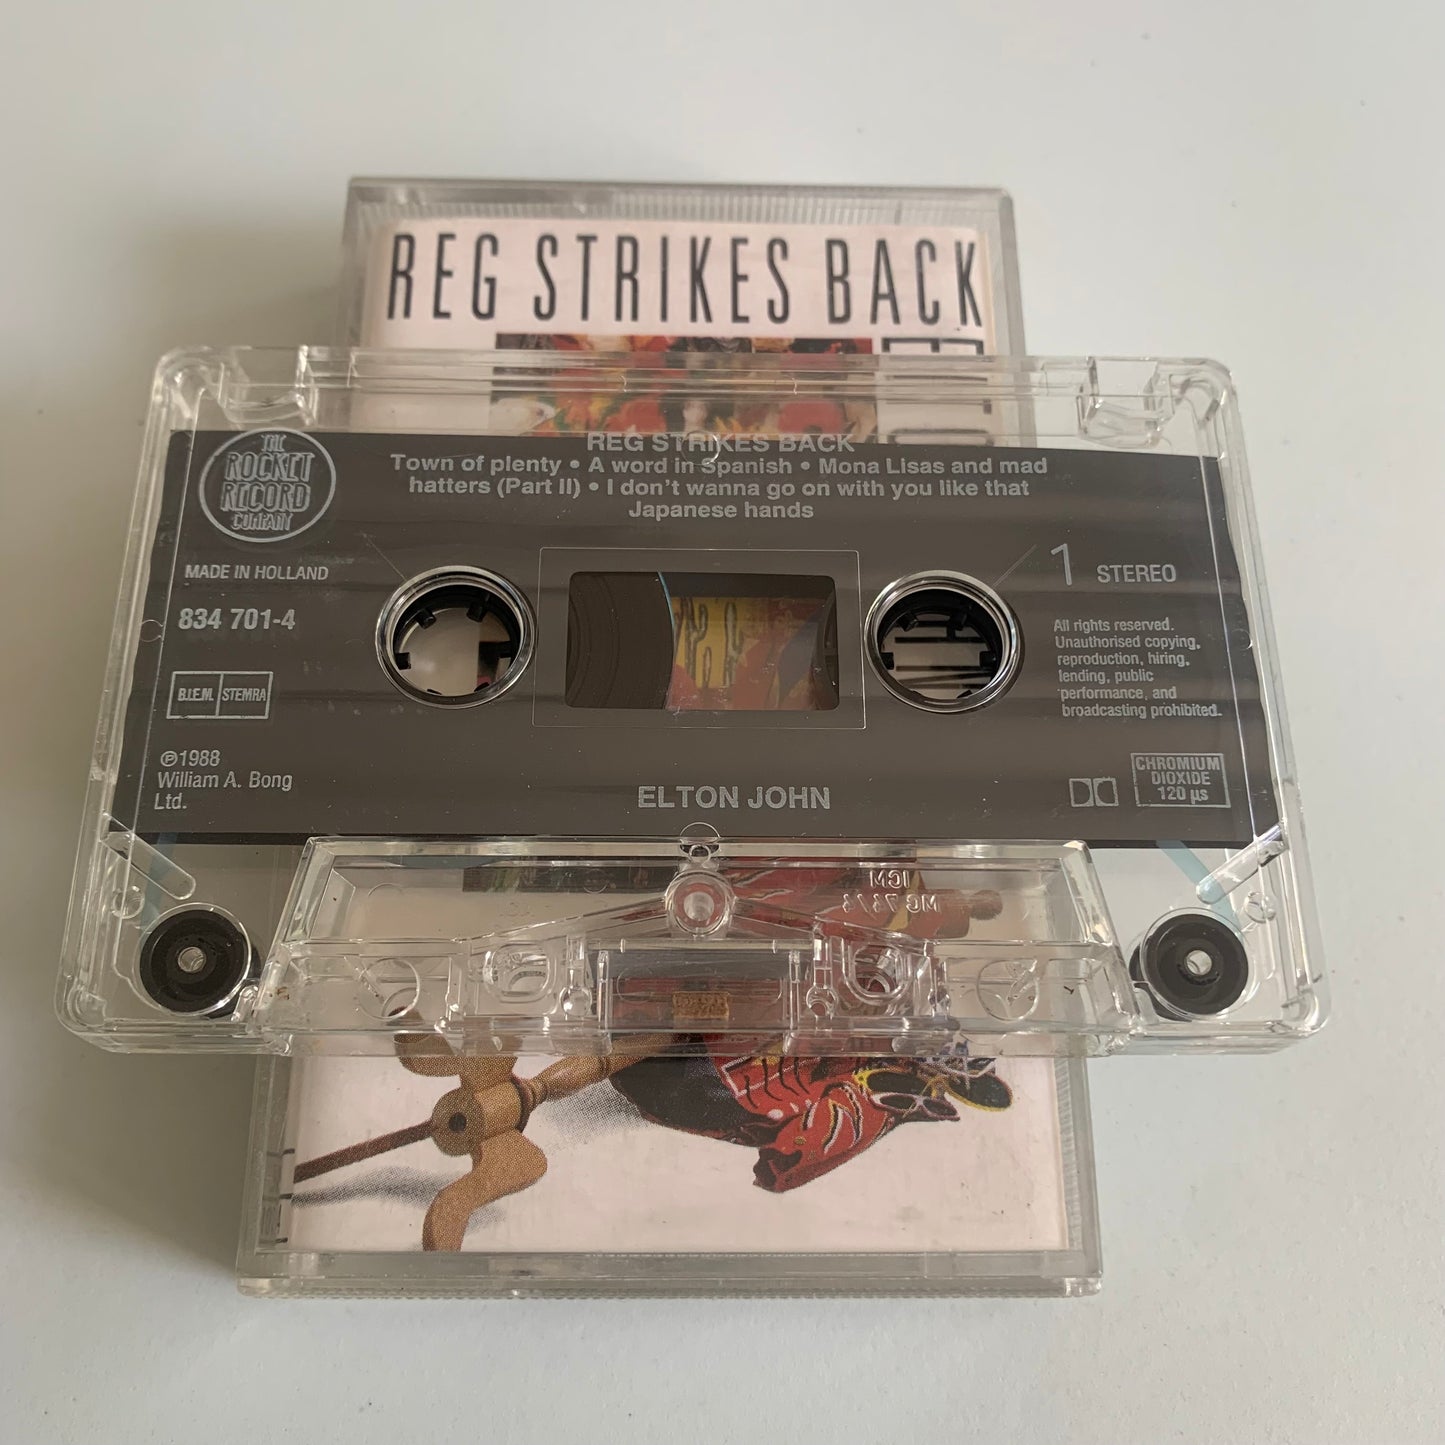 REG STRIKES BACK
THE
ROCKET
RECORD
COMPANY
REG STRIKES BACK
Town of plenty • A word in Spanish • Mona Lisas and mad
hatters (Part II) • I don't wanna go on with you like that
Japanese hands
MADE IN HOLLAND
834 701-4
B.I.E.M. STEMRA
℗1988
William A. Bong
Ltd.
1 STEREO
All rights reserved.
Unauthorised copying,
reproduction, hiring,
lending, public
performance, and
broadcasting prohibited.
ELTON JOHN
CHROMIUM
DIOXIDE
120 µs
ICM